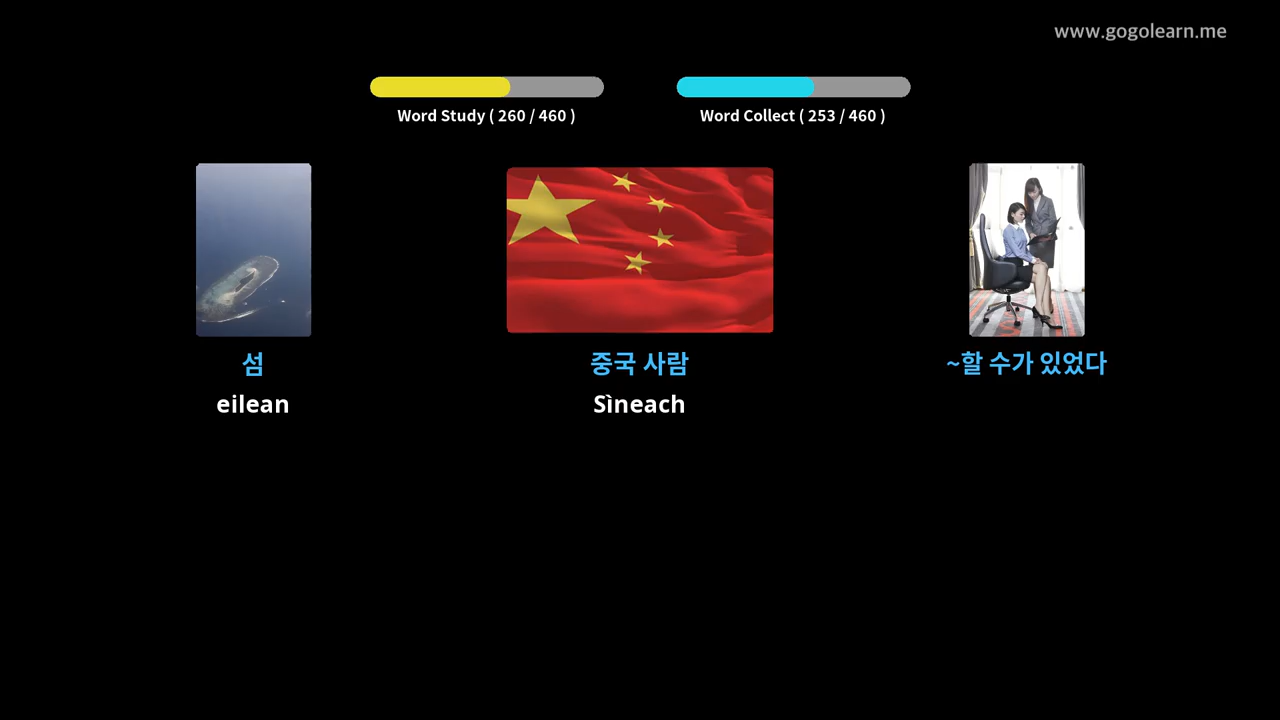 www.gogolearn.me
Word Study ( 260 / 460 )
Word Collect ( 253 / 460 )
섬
중국 사람
~할 수가 있었다
eilean
Sìneach